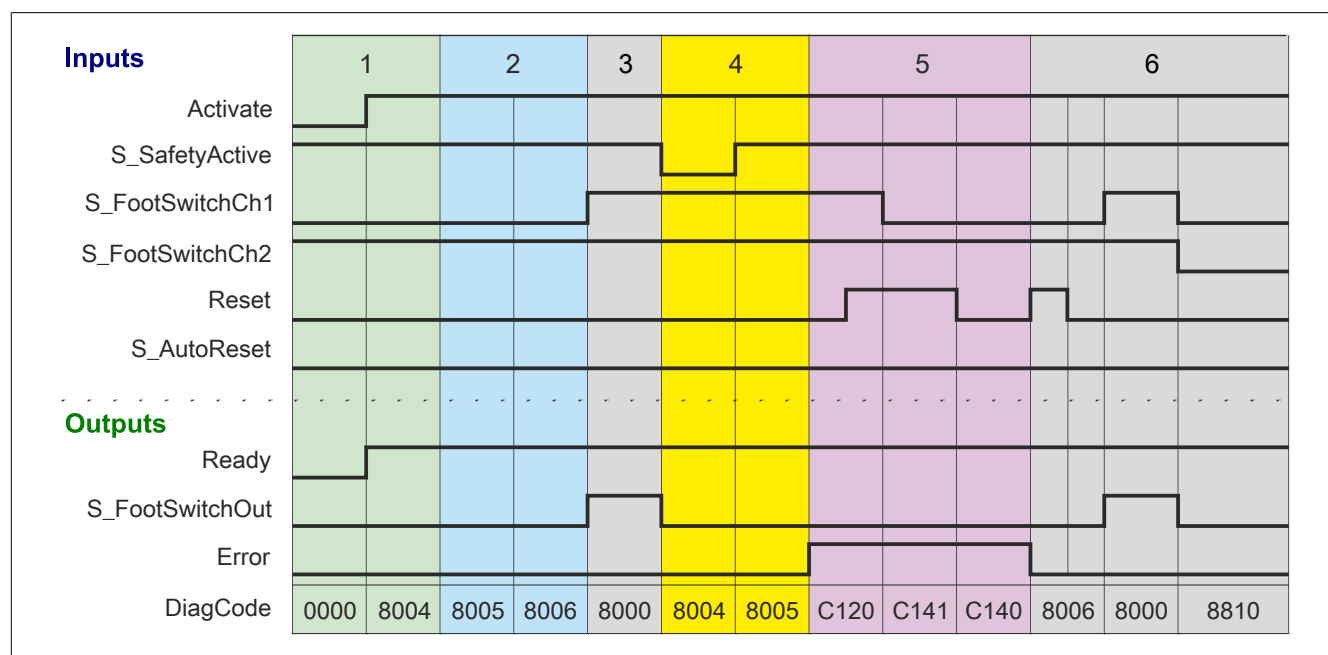 Inputs 1 2 3 4 5 6
Activate
S_SafetyActive
S_FootSwitchCh1
S_FootSwitchCh2
Reset
S_AutoReset
Outputs
Ready
S_FootSwitchOut
Error
DiagCode 0000 8004 8005 8006 8000 8004 8005 C120 C141 C140 8006 8000 8810